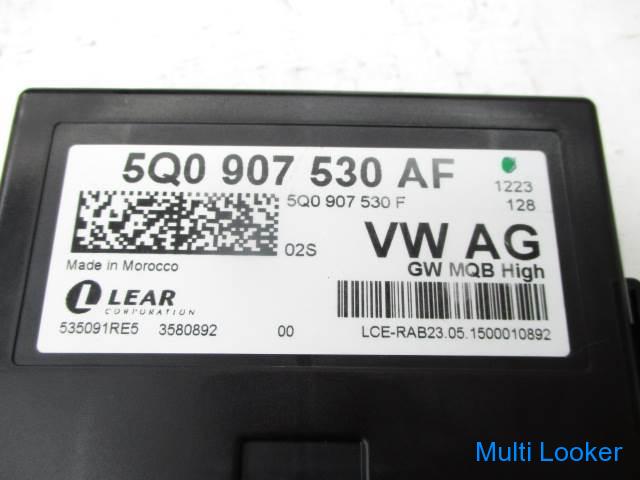 5Q0 907 530 AF
1223
5Q0 907 530 F
128
02S
VW AG
Made in Morocco
GW MQB High
LEAR
CORPORATION
535091RE5 3580892 00
LCE-RAB23.05.1500010892
Multi Looker